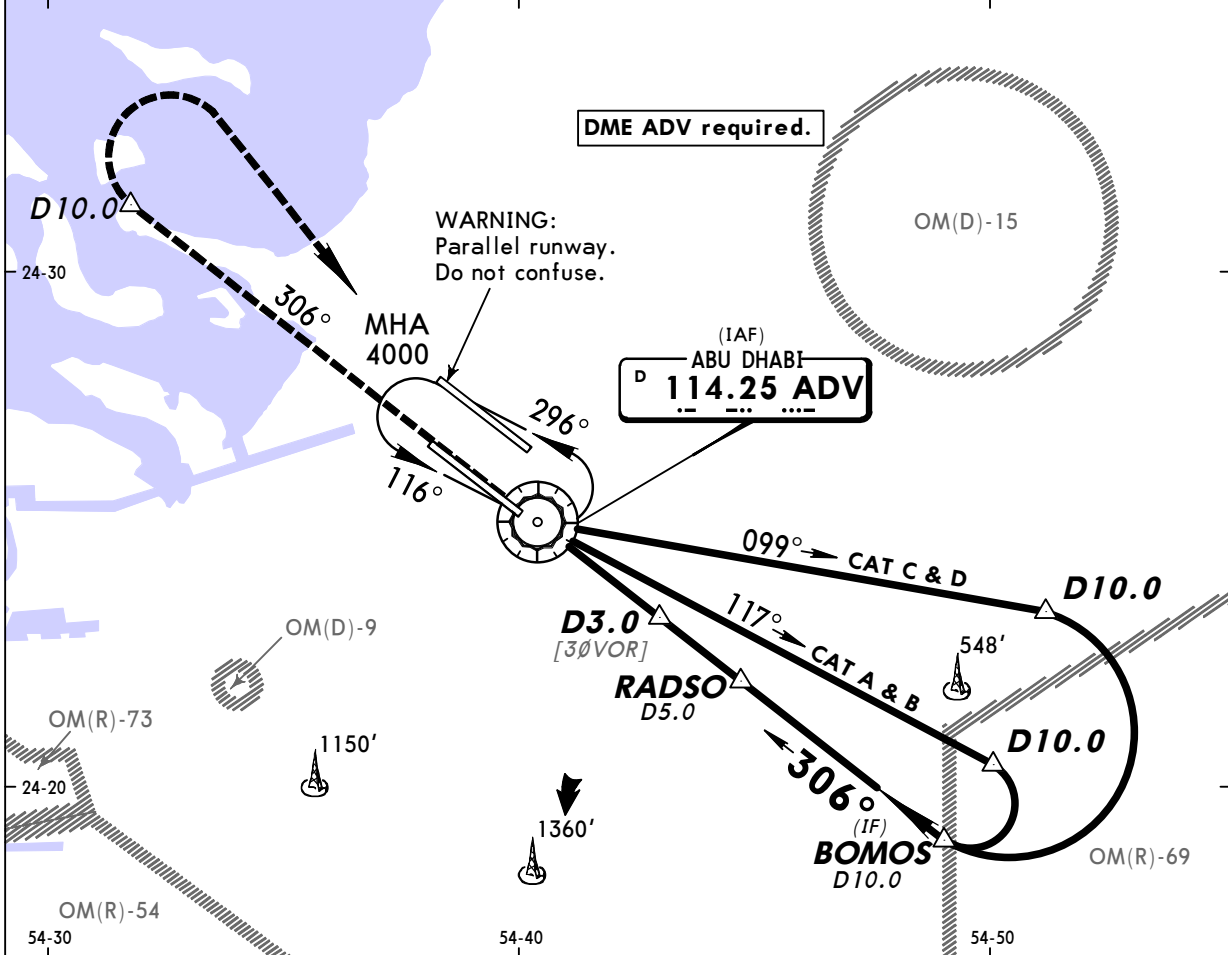 DME ADV required.
D10.0
WARNING:
Parallel runway.
Do not confuse.
OM(D)-15
24-30
306°
MHA
4000
(IAF)
ABU DHABI
D 114.25 ADV
296°
116°
099° CAT C & D
D10.0
117° CAT A & B
D3.0
[3ØVOR]
OM(D)-9
548'
RADSO
D5.0
OM(R)-73
1150'
D10.0
24-20
306°
1360'
(IF)
BOMOS
D10.0
OM(R)-69
OM(R)-54
54-30
54-40
54-50